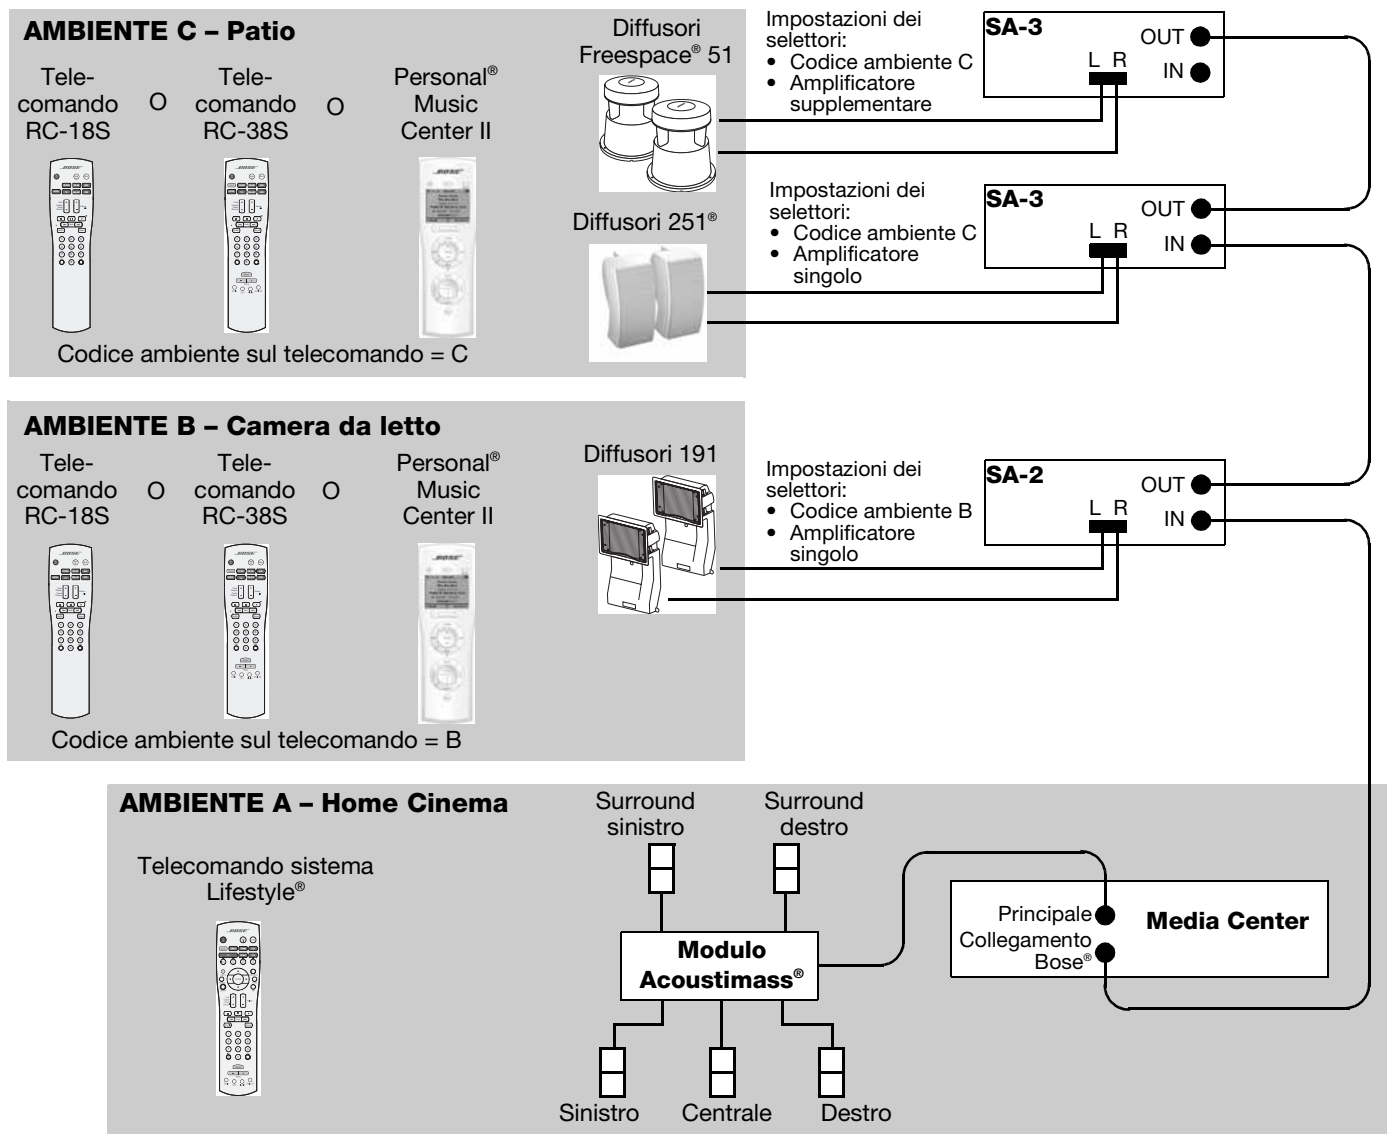 AMBIENTE C – Patio
Tele-
comando
RC-18S
O
Tele-
comando
RC-38S
O
Personal®
Music
Center II
Codice ambiente sul telecomando = C
Diffusori
Freespace® 51
Diffusori 251®
Impostazioni dei
selettori:
• Codice ambiente C
• Amplificatore
supplementare
SA-3
OUT
IN
L R
Impostazioni dei
selettori:
• Codice ambiente C
• Amplificatore
singolo
SA-3
OUT
IN
L R
AMBIENTE B – Camera da letto
Tele-
comando
RC-18S
O
Tele-
comando
RC-38S
O
Personal®
Music
Center II
Codice ambiente sul telecomando = B
Diffusori 191
Impostazioni dei
selettori:
• Codice ambiente B
• Amplificatore
singolo
SA-2
OUT
IN
L R
AMBIENTE A – Home Cinema
Telecomando sistema
Lifestyle®
Surround
sinistro
Surround
destro
Modulo
Acoustimass®
Sinistro
Centrale
Destro
Principale
Collegamento
Bose®
Media Center